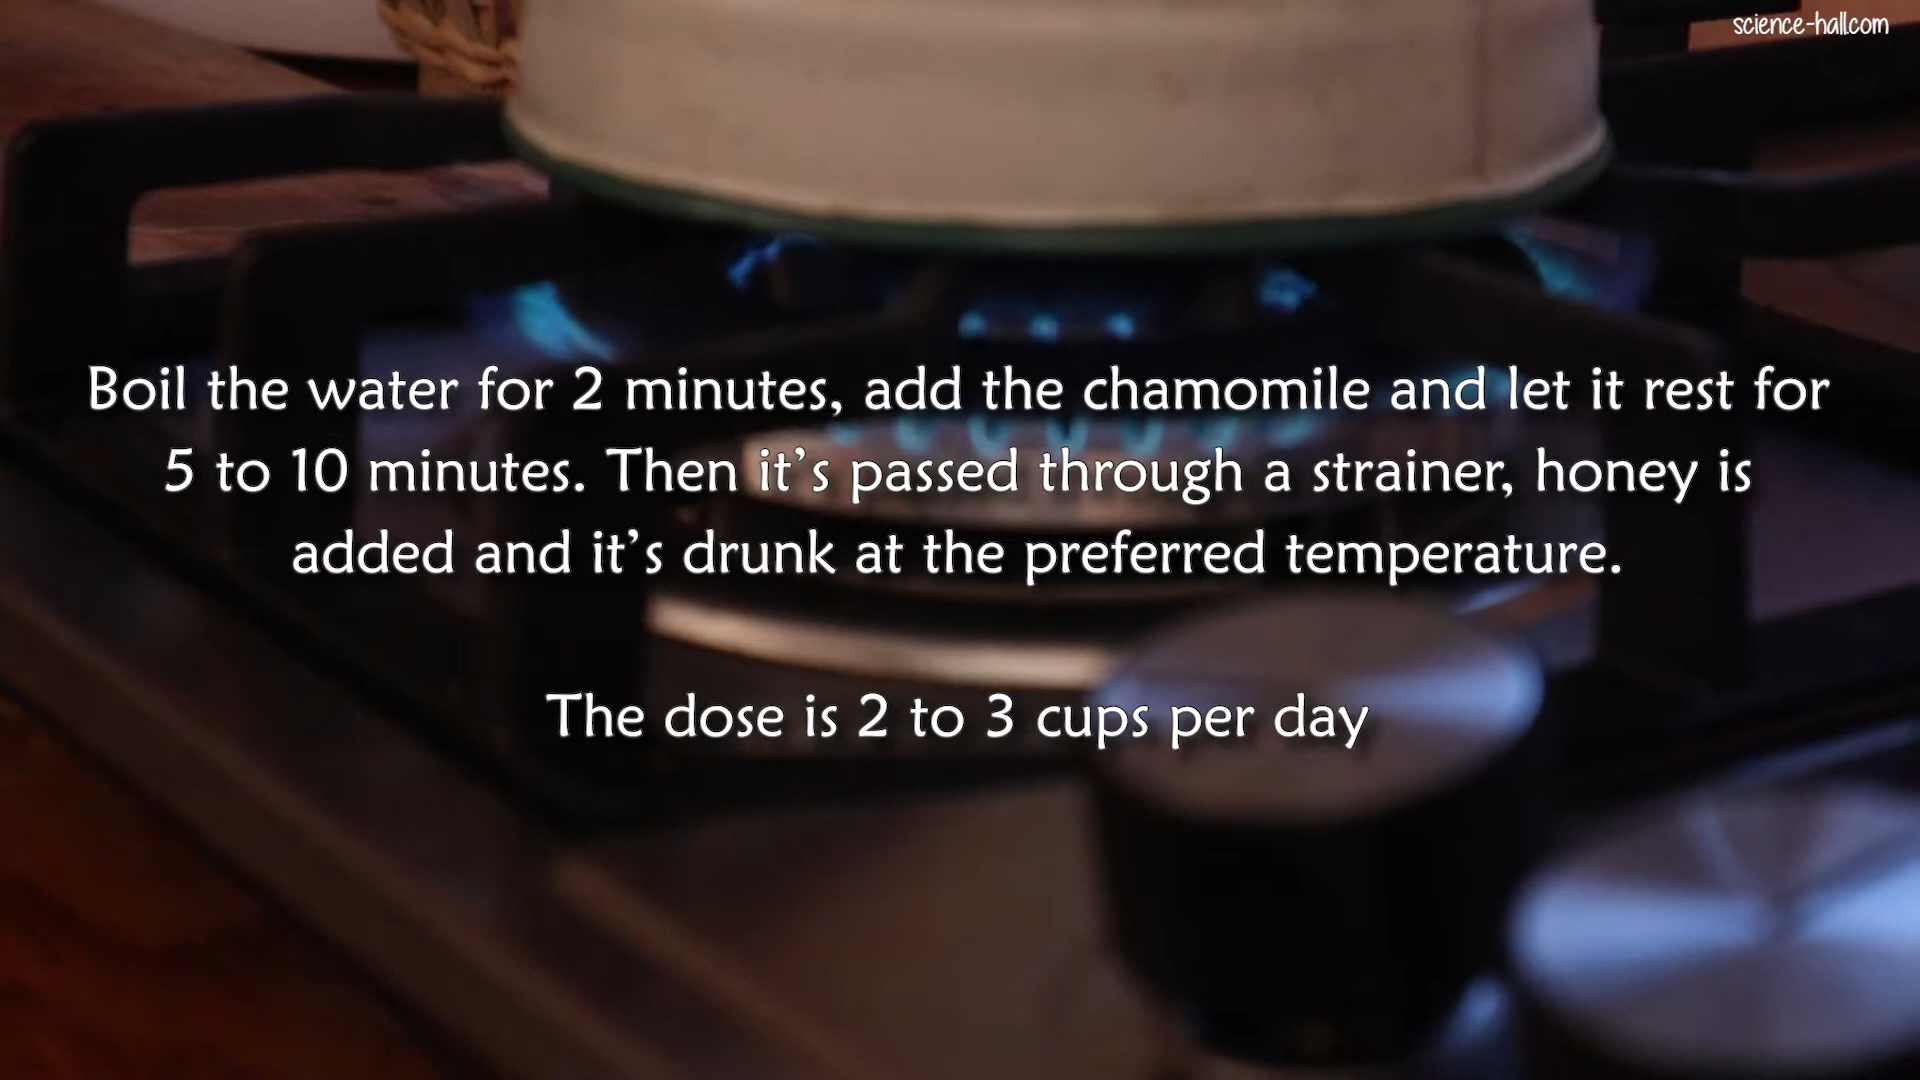 science-hall.com
Boil the water for 2 minutes, add the chamomile and let it rest for
5 to 10 minutes. Then it’s passed through a strainer, honey is
added and it’s drunk at the preferred temperature.
The dose is 2 to 3 cups per day